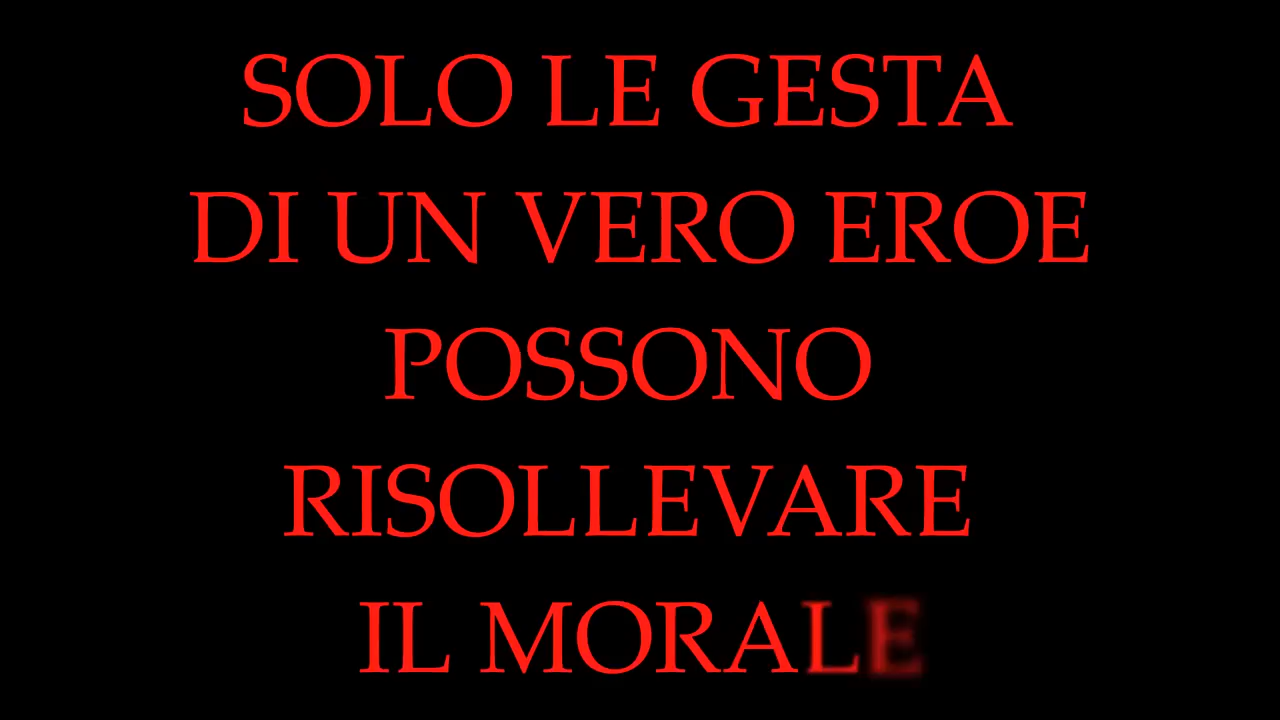 SOLO LE GESTA
DI UN VERO EROE
POSSONO
RISOLLEVARE
IL MORALE